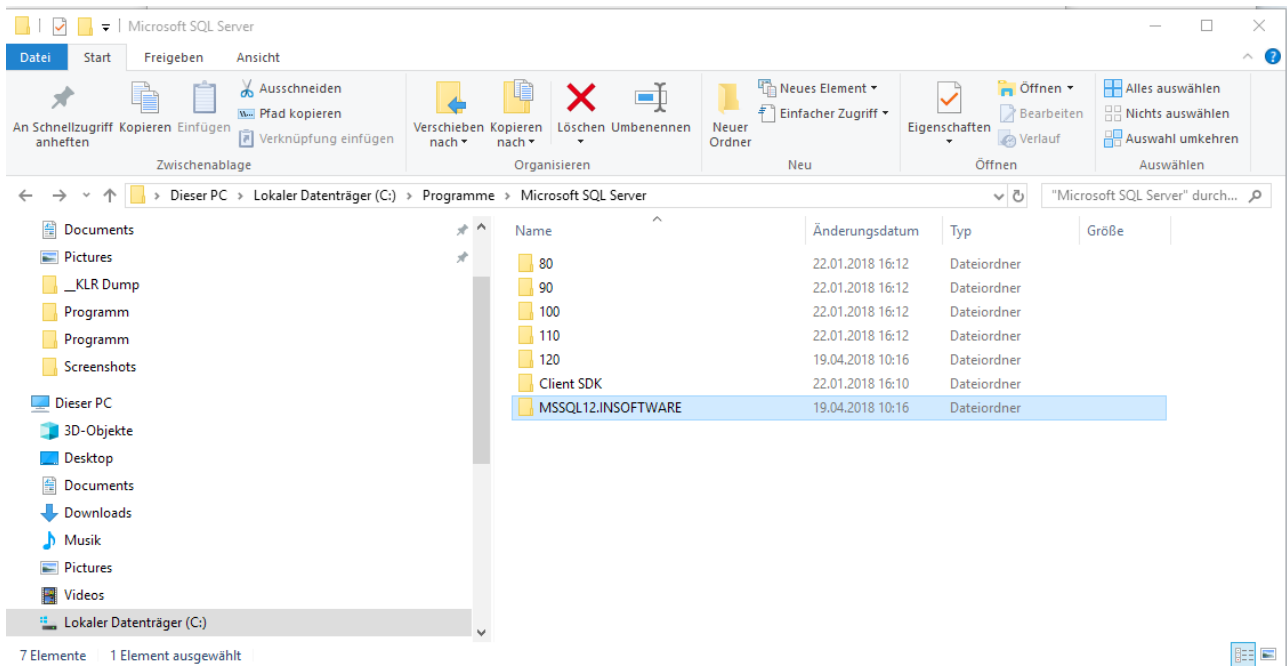 Microsoft SQL Server
Datei Start Freigeben Ansicht
An Schnellzugriff anheften
Kopieren
Einfügen
Ausschneiden
Pfad kopieren
Verknüpfung einfügen
Zwischenablage
Verschieben nach
Kopieren nach
Löschen
Umbenennen
Organisieren
Neuer Ordner
Neues Element
Einfacher Zugriff
Neu
Eigenschaften
Öffnen
Bearbeiten
Verlauf
Öffnen
Alles auswählen
Nichts auswählen
Auswahl umkehren
Auswählen
Dieser PC > Lokaler Datenträger (C:) > Programme > Microsoft SQL Server
"Microsoft SQL Server" durch...
Documents
Pictures
__KLR Dump
Programm
Programm
Screenshots
Dieser PC
3D-Objekte
Desktop
Documents
Downloads
Musik
Pictures
Videos
Lokaler Datenträger (C:)
Name Änderungsdatum Typ Größe
80 22.01.2018 16:12 Dateiordner
90 22.01.2018 16:12 Dateiordner
100 22.01.2018 16:12 Dateiordner
110 22.01.2018 16:12 Dateiordner
120 19.04.2018 10:16 Dateiordner
Client SDK 22.01.2018 16:10 Dateiordner
MSSQL12.INSOFTWARE 19.04.2018 10:16 Dateiordner
7 Elemente 1 Element ausgewählt